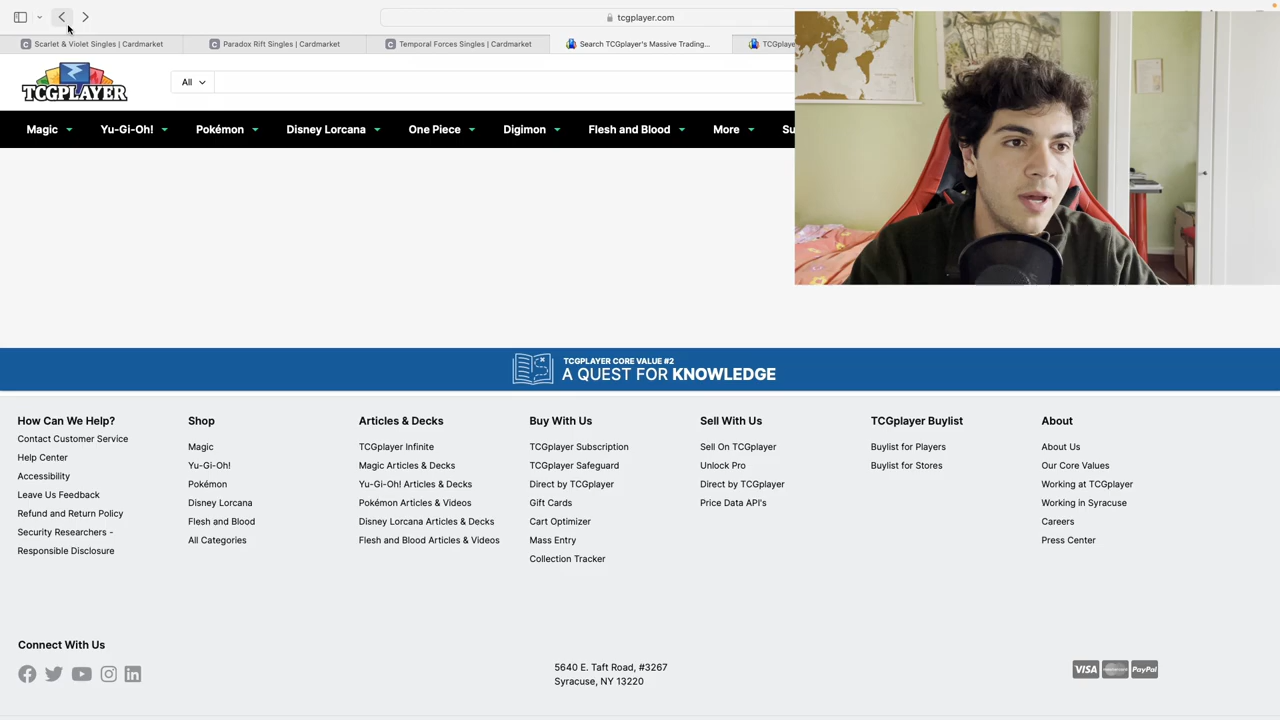 tcgplayer.com
Scarlet & Violet Singles | Cardmarket
Paradox Rift Singles | Cardmarket
Temporal Forces Singles | Cardmarket
Search TCGplayer's Massive Trading...
TCGPLAYER
All
Magic
Yu-Gi-Oh!
Pokémon
Disney Lorcana
One Piece
Digimon
Flesh and Blood
More
TCGPLAYER CORE VALUE #2
A QUEST FOR KNOWLEDGE
How Can We Help?
Contact Customer Service
Help Center
Accessibility
Leave Us Feedback
Refund and Return Policy
Security Researchers -
Responsible Disclosure
Shop
Magic
Yu-Gi-Oh!
Pokémon
Disney Lorcana
Flesh and Blood
All Categories
Articles & Decks
TCGplayer Infinite
Magic Articles & Decks
Yu-Gi-Oh! Articles & Decks
Pokémon Articles & Videos
Disney Lorcana Articles & Decks
Flesh and Blood Articles & Videos
Buy With Us
TCGplayer Subscription
TCGplayer Safeguard
Direct by TCGplayer
Gift Cards
Cart Optimizer
Mass Entry
Collection Tracker
Sell With Us
Sell On TCGplayer
Unlock Pro
Direct by TCGplayer
Price Data API's
TCGplayer Buylist
Buylist for Players
Buylist for Stores
About
About Us
Our Core Values
Working at TCGplayer
Working in Syracuse
Careers
Press Center
Connect With Us
5640 E. Taft Road, #3267
Syracuse, NY 13220
VISA
PayPal